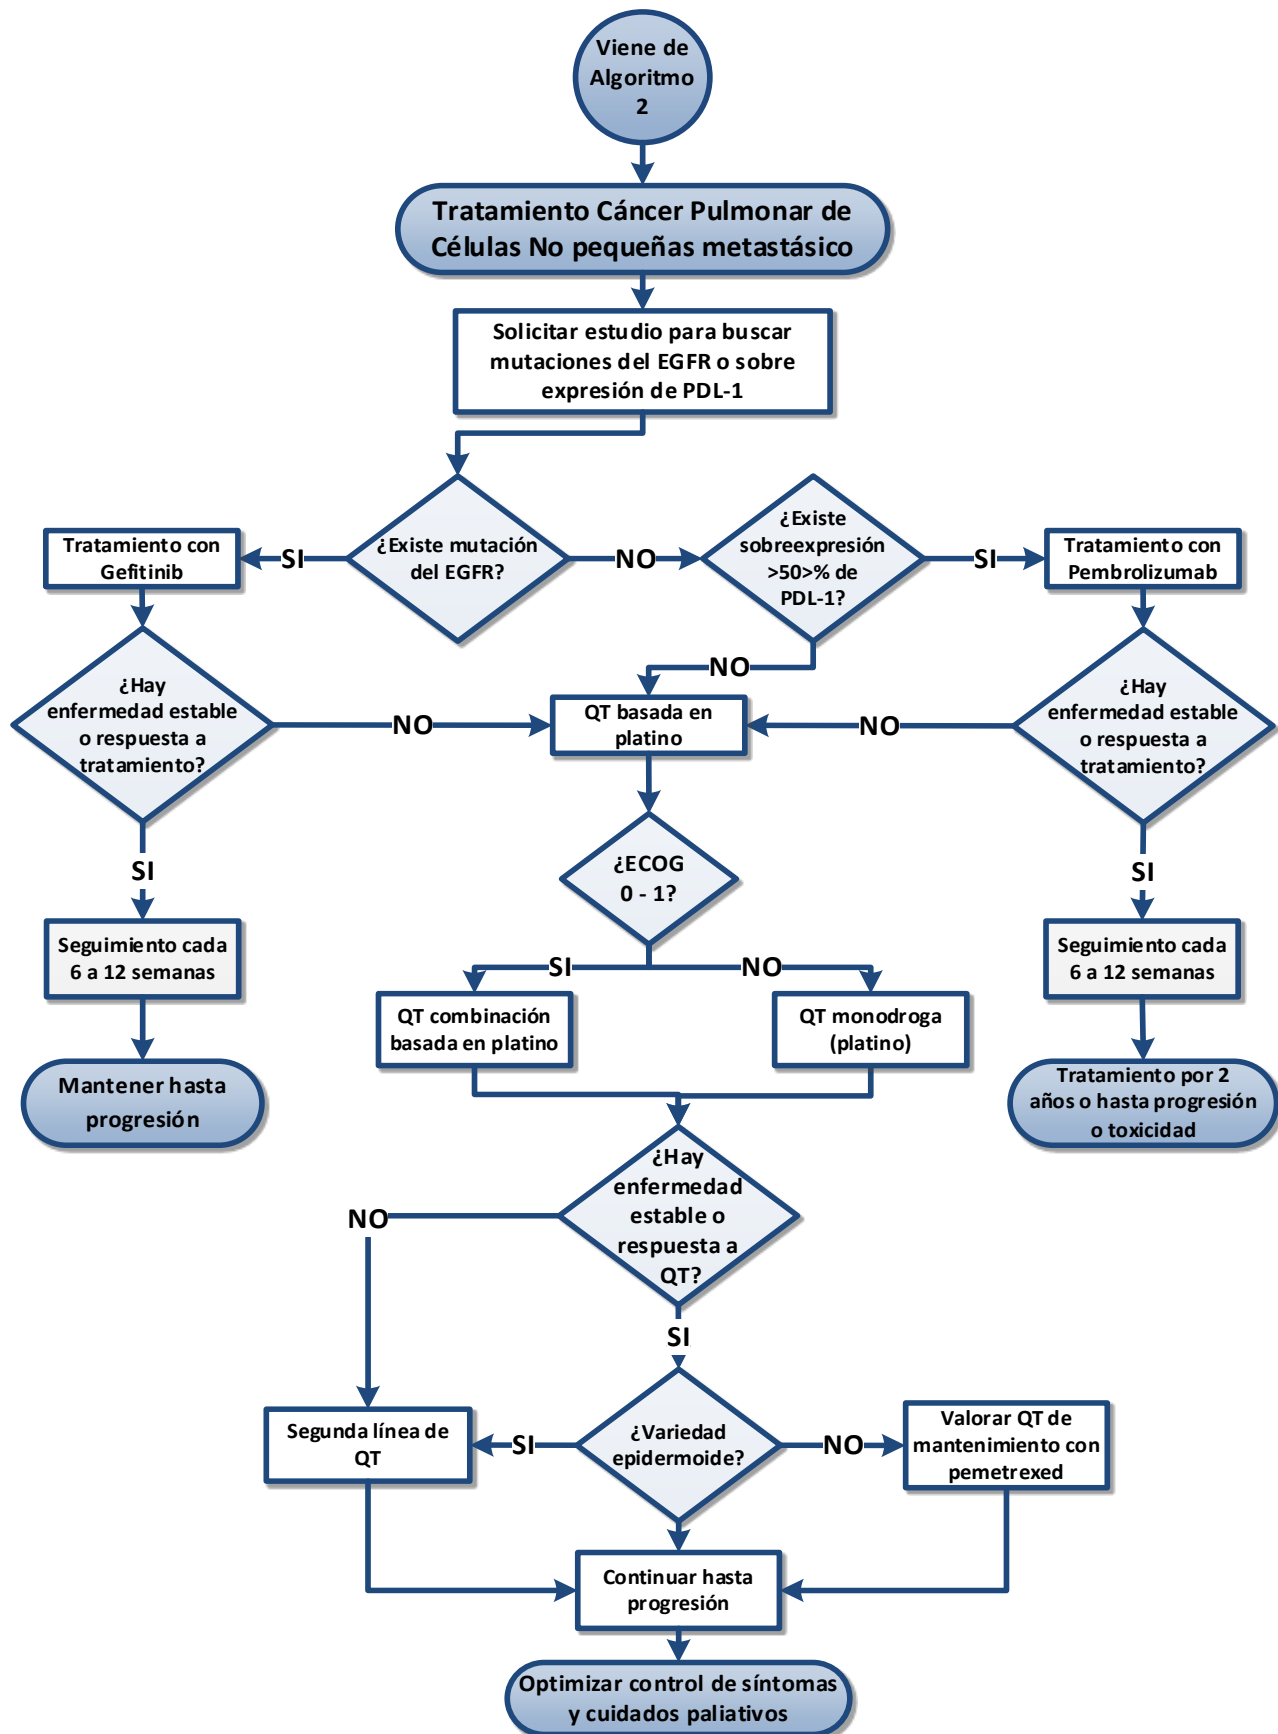 Viene de
Algoritmo
2
Tratamiento Cáncer Pulmonar de
Células No pequeñas metastásico
Solicitar estudio para buscar
mutaciones del EGFR o sobre
expresión de PDL-1
¿Existe mutación
del EGFR?
SI
NO
Tratamiento con
Gefitinib
¿Existe
sobreexpresión
>50>% de
PDL-1?
SI
NO
Tratamiento con
Pembrolizumab
¿Hay
enfermedad estable
o respuesta a
tratamiento?
NO
QT basada en
platino
NO
¿Hay
enfermedad estable
o respuesta a
tratamiento?
SI
SI
¿ECOG
0 - 1?
Seguimiento cada
6 a 12 semanas
SI
NO
Seguimiento cada
6 a 12 semanas
QT combinación
basada en platino
QT monodroga
(platino)
Mantener hasta
progresión
Tratamiento por 2
años o hasta progresión
o toxicidad
¿Hay
enfermedad
estable o
respuesta a
QT?
NO
SI
Segunda línea de
QT
SI
¿Variedad
epidermoide?
NO
Valorar QT de
mantenimiento con
pemetrexed
Continuar hasta
progresión
Optimizar control de síntomas
y cuidados paliativos